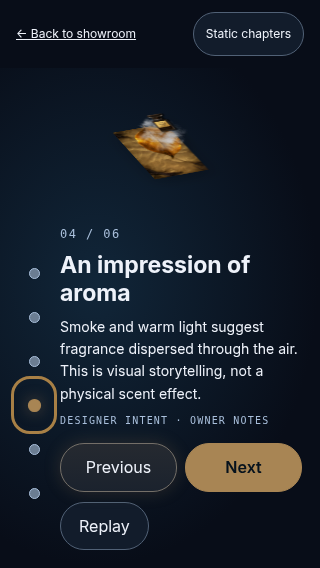 ← Back to showroom
Static chapters
04 / 06
An impression of
aroma
Smoke and warm light suggest
fragrance dispersed through the air.
This is visual storytelling, not a
physical scent effect.
DESIGNER INTENT · OWNER NOTES
Previous
Next
Replay